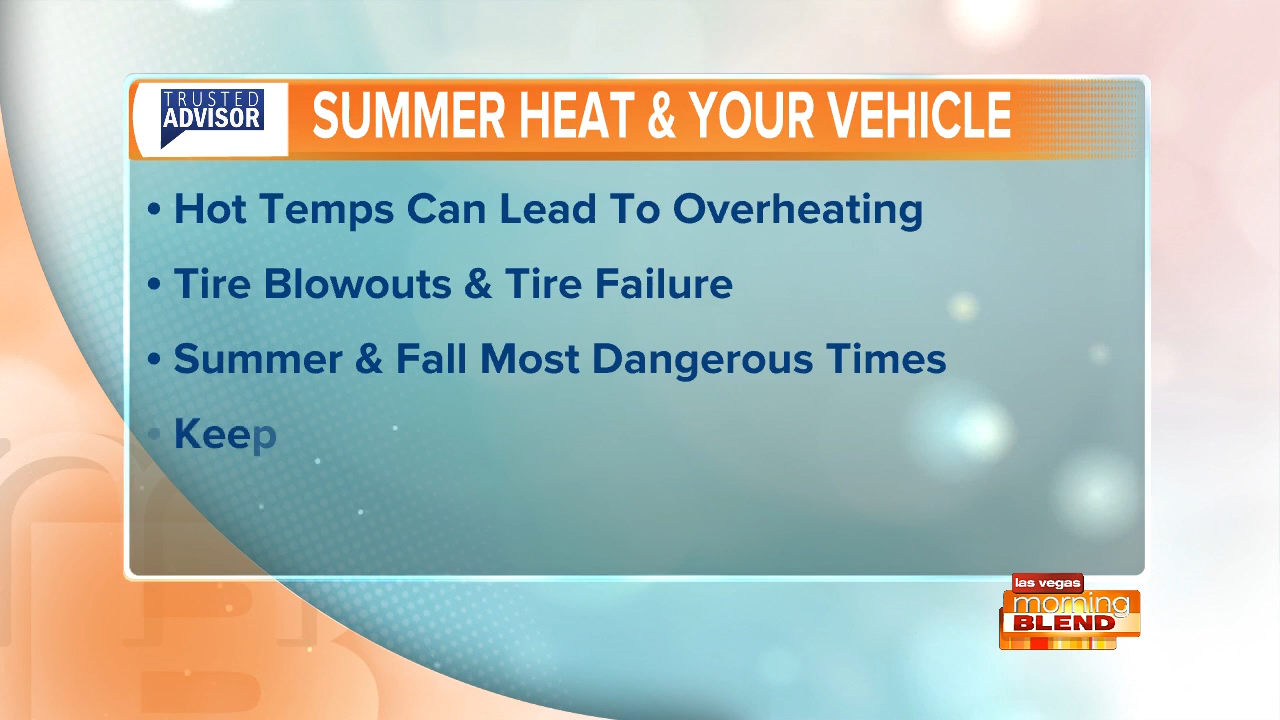 TRUSTED
ADVISOR
SUMMER HEAT & YOUR VEHICLE
• Hot Temps Can Lead To Overheating
• Tire Blowouts & Tire Failure
• Summer & Fall Most Dangerous Times
• Keep
las vegas
morning
BLEND